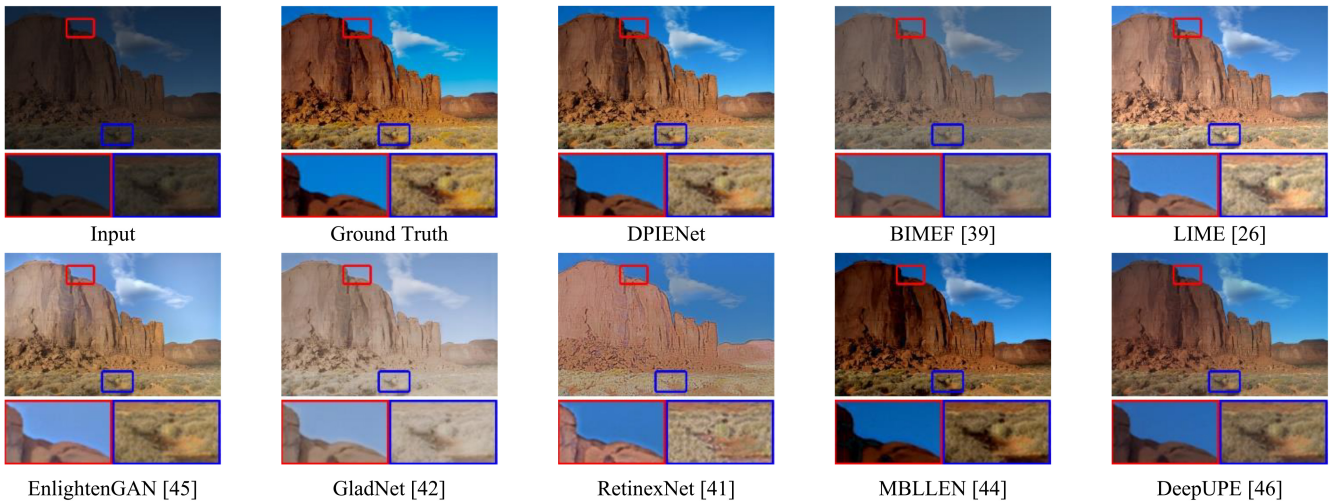 Input
Ground Truth
DPIENet
BIMEF [39]
LIME [26]
EnlightenGAN [45]
GladNet [42]
RetinexNet [41]
MBLLEN [44]
DeepUPE [46]